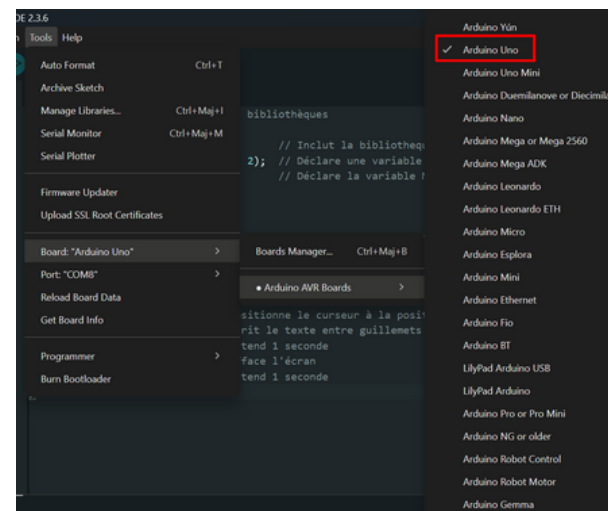 DE 2.3.6
Tools Help
Auto Format Ctrl+T
Archive Sketch
Manage Libraries... Ctrl+Maj+I
Serial Monitor Ctrl+Maj+M
Serial Plotter
Firmware Updater
Upload SSL Root Certificates
Board: "Arduino Uno"
Port: "COM8"
Reload Board Data
Get Board Info
Programmer
Burn Bootloader
bibliothèques
// Inclut la bibliothequ
2); // Déclare une variable
// Déclare la variable
Boards Manager... Ctrl+Maj+B
Arduino AVR Boards
sitionne le curseur à la posit
rit le texte entre guillemets
tend 1 seconde
face l'écran
tend 1 seconde
Arduino Yún
Arduino Uno
Arduino Uno Mini
Arduino Duemilanove or Diecimila
Arduino Nano
Arduino Mega or Mega 2560
Arduino Mega ADK
Arduino Leonardo
Arduino Leonardo ETH
Arduino Micro
Arduino Esplora
Arduino Mini
Arduino Ethernet
Arduino Fio
Arduino BT
LilyPad Arduino USB
LilyPad Arduino
Arduino Pro or Pro Mini
Arduino NG or older
Arduino Robot Control
Arduino Robot Motor
Arduino Gemma